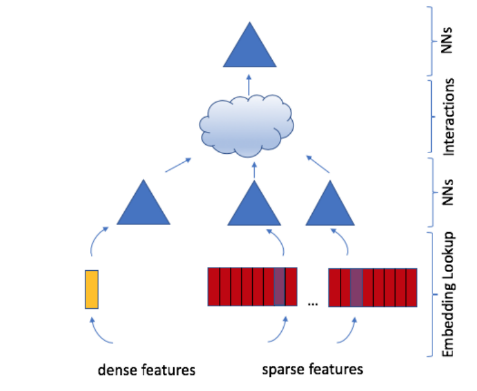 NNs
Interactions
NNs
Embedding Lookup
...
dense features
sparse features